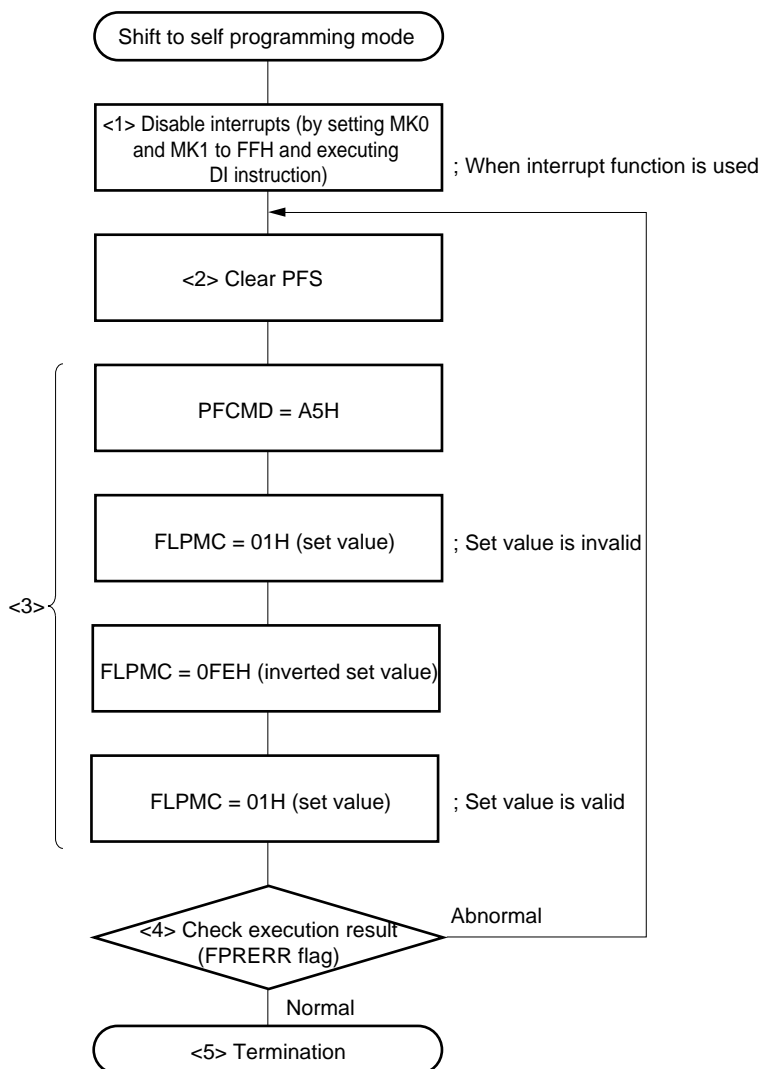 Shift to self programming mode
<1> Disable interrupts (by setting MK0
and MK1 to FFH and executing
DI instruction)
; When interrupt function is used
<2> Clear PFS
PFCMD = A5H
FLPMC = 01H (set value)
; Set value is invalid
<3>
FLPMC = 0FEH (inverted set value)
FLPMC = 01H (set value)
; Set value is valid
<4> Check execution result
(FPRERR flag)
Abnormal
Normal
<5> Termination